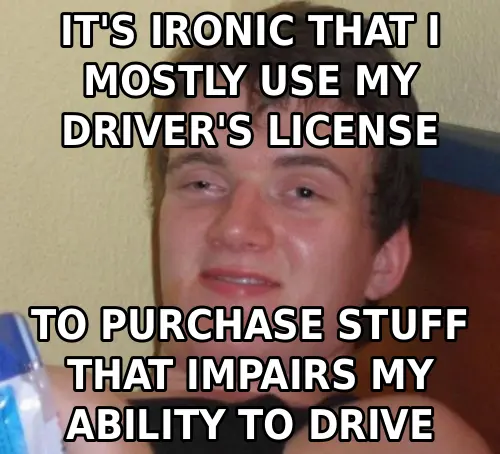 IT'S IRONIC THAT I
MOSTLY USE MY
DRIVER'S LICENSE
TO PURCHASE STUFF
THAT IMPAIRS MY
ABILITY TO DRIVE